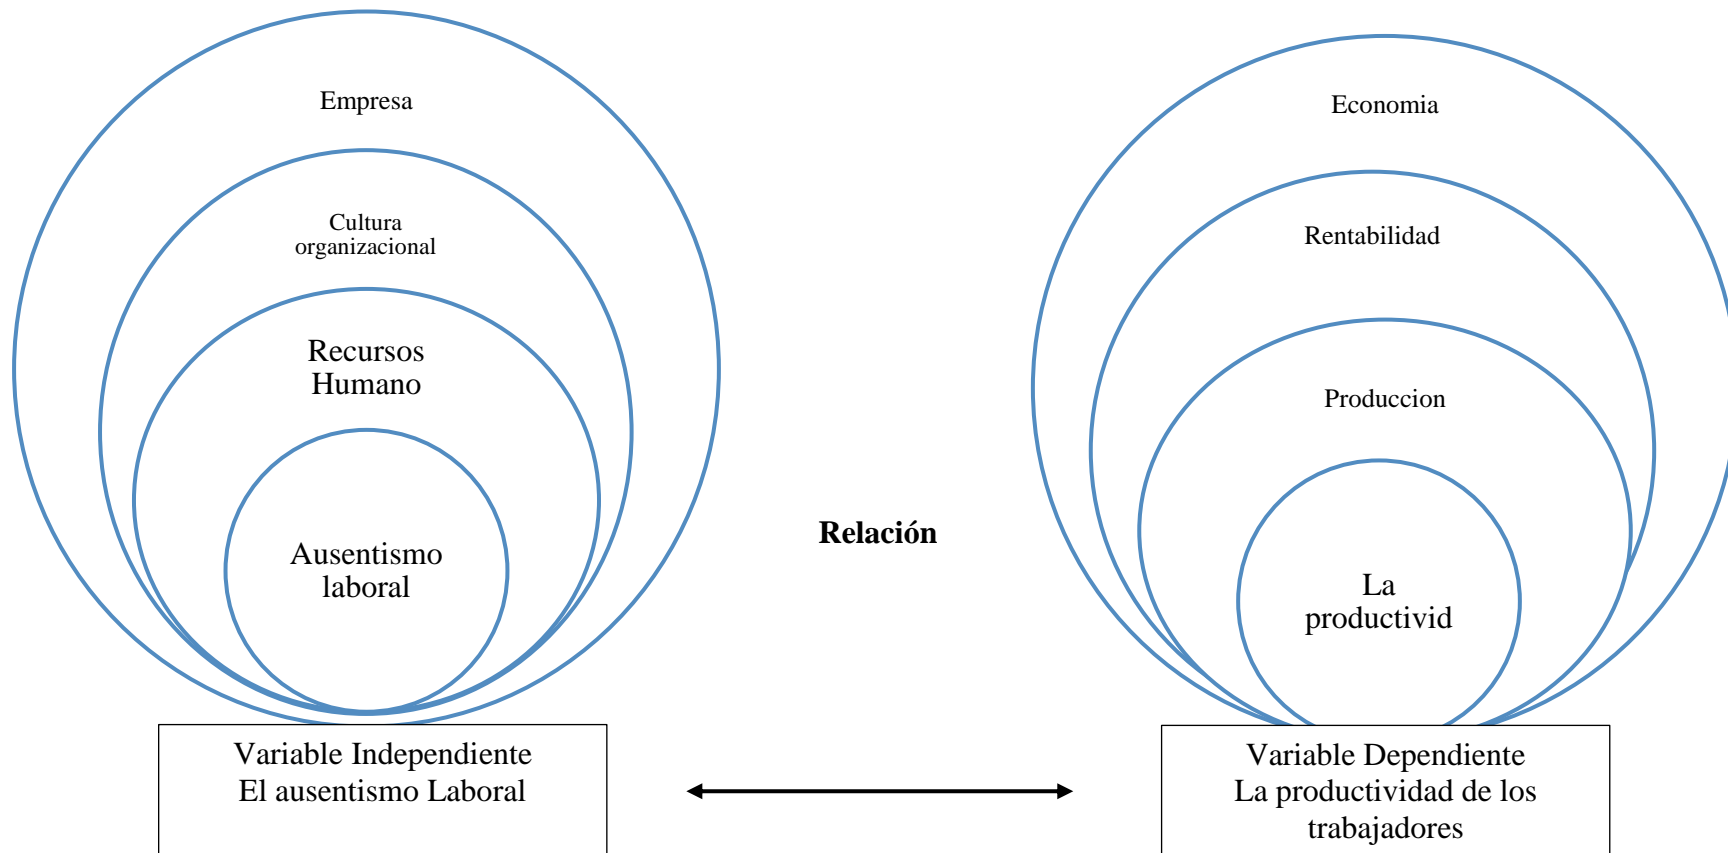 Empresa
Cultura
organizacional
Recursos
Humano
Ausentismo
laboral
Relación
Economia
Rentabilidad
Produccion
La
productivid
Variable Independiente
El ausentismo Laboral
Variable Dependiente
La productividad de los
trabajadores